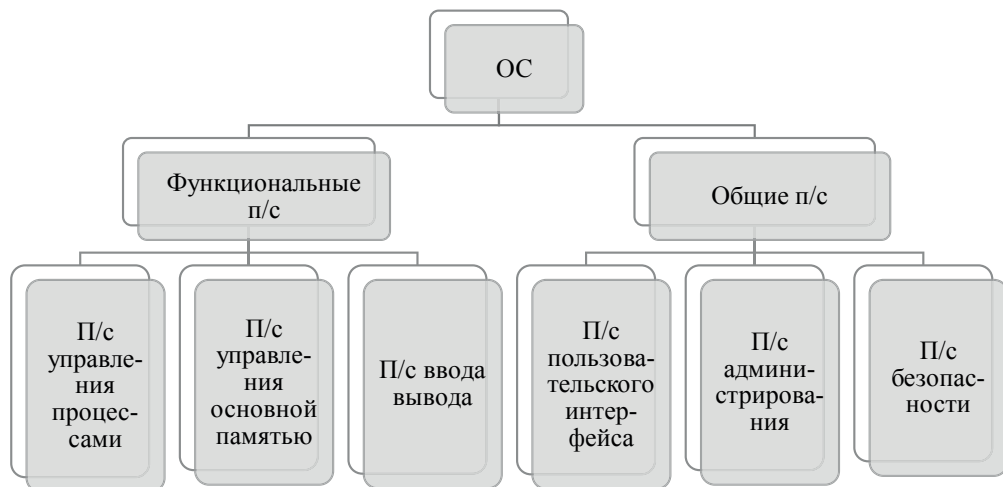 ОС
Функциональные
п/с
Общие п/с
П/с
управле-
ния
процес-
сами
П/с
управле-
ния
основной
памятью
П/с ввода
вывода
П/с
пользова-
тельского
интер-
фейса
П/с
админи-
стрирова-
ния
П/с
безопас-
ности